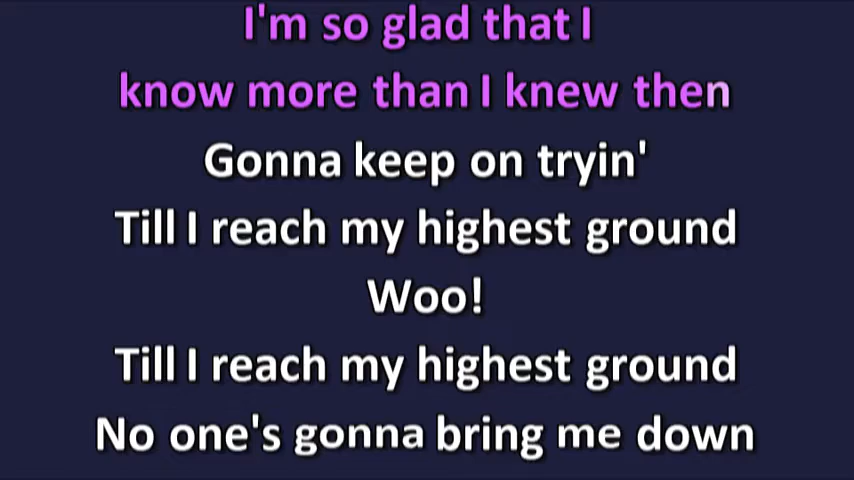 I'm so glad that I
know more than I knew then
Gonna keep on tryin'
Till I reach my highest ground
Woo!
Till I reach my highest ground
No one's gonna bring me down